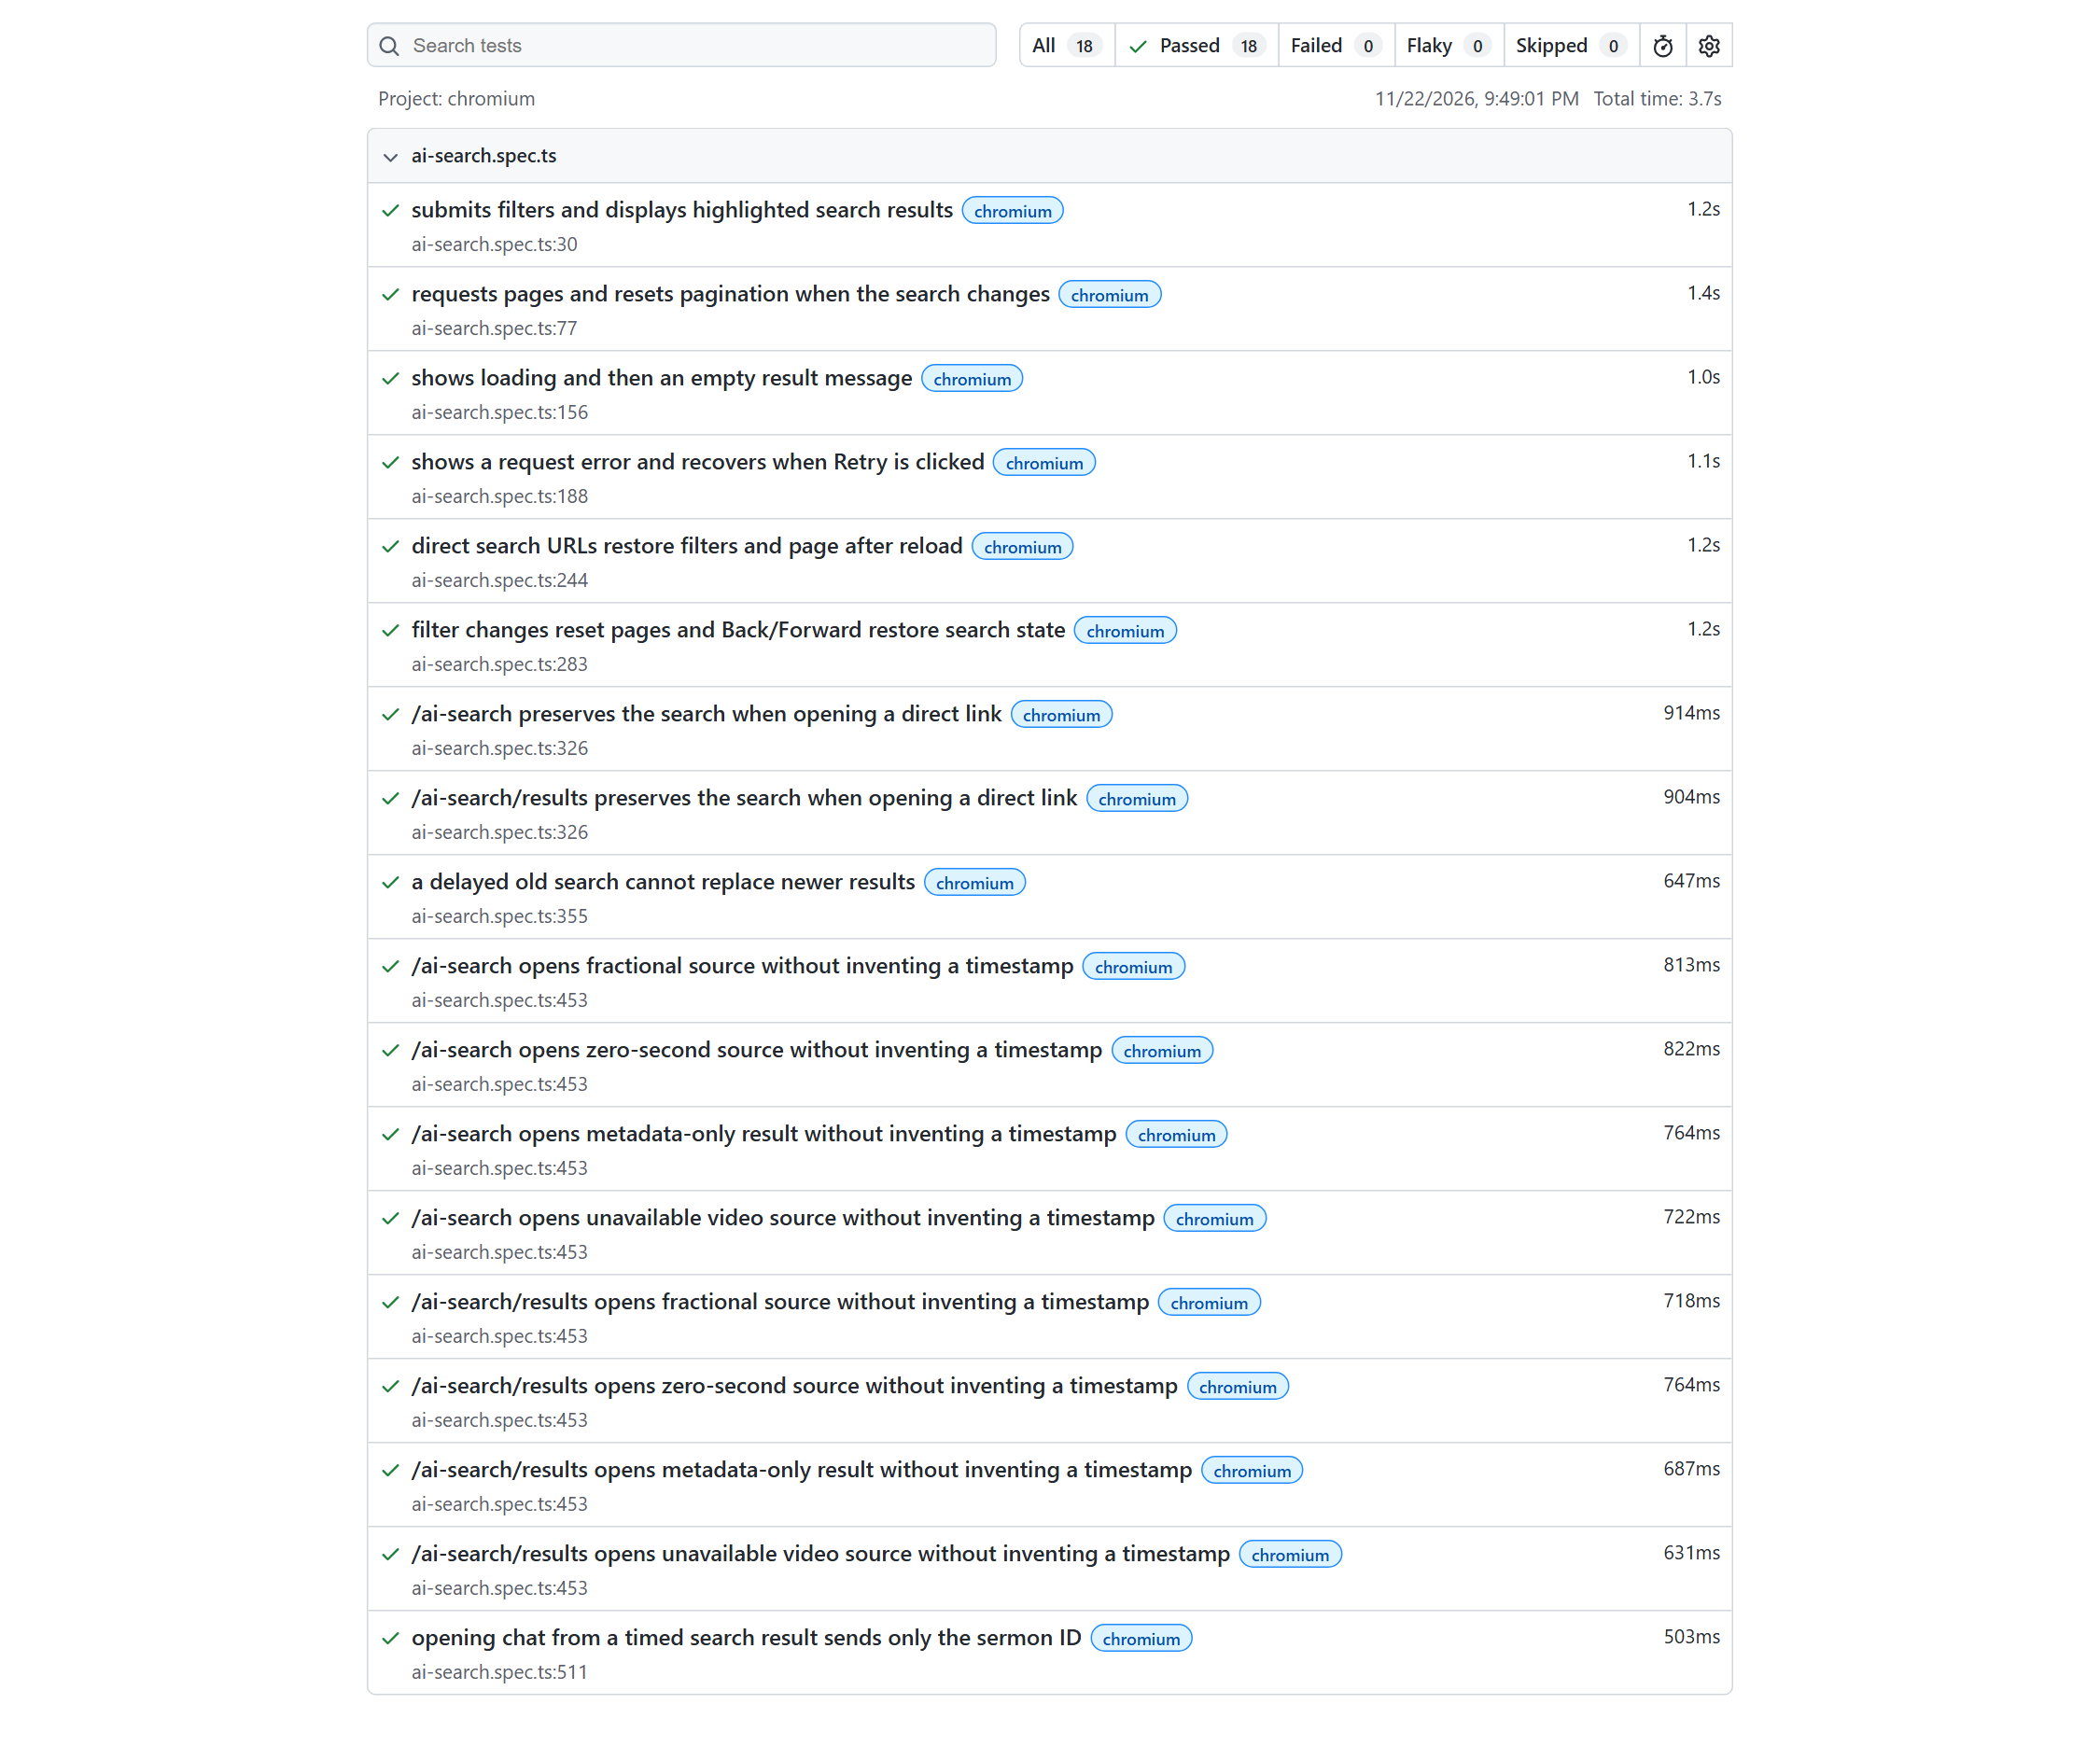 Search tests
All 18 Passed 18 Failed 0 Flaky 0 Skipped 0
Project: chromium 11/22/2026, 9:49:01 PM Total time: 3.7s
ai-search.spec.ts
submits filters and displays highlighted search results chromium 1.2s
ai-search.spec.ts:30
requests pages and resets pagination when the search changes chromium 1.4s
ai-search.spec.ts:77
shows loading and then an empty result message chromium 1.0s
ai-search.spec.ts:156
shows a request error and recovers when Retry is clicked chromium 1.1s
ai-search.spec.ts:188
direct search URLs restore filters and page after reload chromium 1.2s
ai-search.spec.ts:244
filter changes reset pages and Back/Forward restore search state chromium 1.2s
ai-search.spec.ts:283
/ai-search preserves the search when opening a direct link chromium 914ms
ai-search.spec.ts:326
/ai-search/results preserves the search when opening a direct link chromium 904ms
ai-search.spec.ts:326
a delayed old search cannot replace newer results chromium 647ms
ai-search.spec.ts:355
/ai-search opens fractional source without inventing a timestamp chromium 813ms
ai-search.spec.ts:453
/ai-search opens zero-second source without inventing a timestamp chromium 822ms
ai-search.spec.ts:453
/ai-search opens metadata-only result without inventing a timestamp chromium 764ms
ai-search.spec.ts:453
/ai-search opens unavailable video source without inventing a timestamp chromium 722ms
ai-search.spec.ts:453
/ai-search/results opens fractional source without inventing a timestamp chromium 718ms
ai-search.spec.ts:453
/ai-search/results opens zero-second source without inventing a timestamp chromium 764ms
ai-search.spec.ts:453
/ai-search/results opens metadata-only result without inventing a timestamp chromium 687ms
ai-search.spec.ts:453
/ai-search/results opens unavailable video source without inventing a timestamp chromium 631ms
ai-search.spec.ts:453
opening chat from a timed search result sends only the sermon ID chromium 503ms
ai-search.spec.ts:511